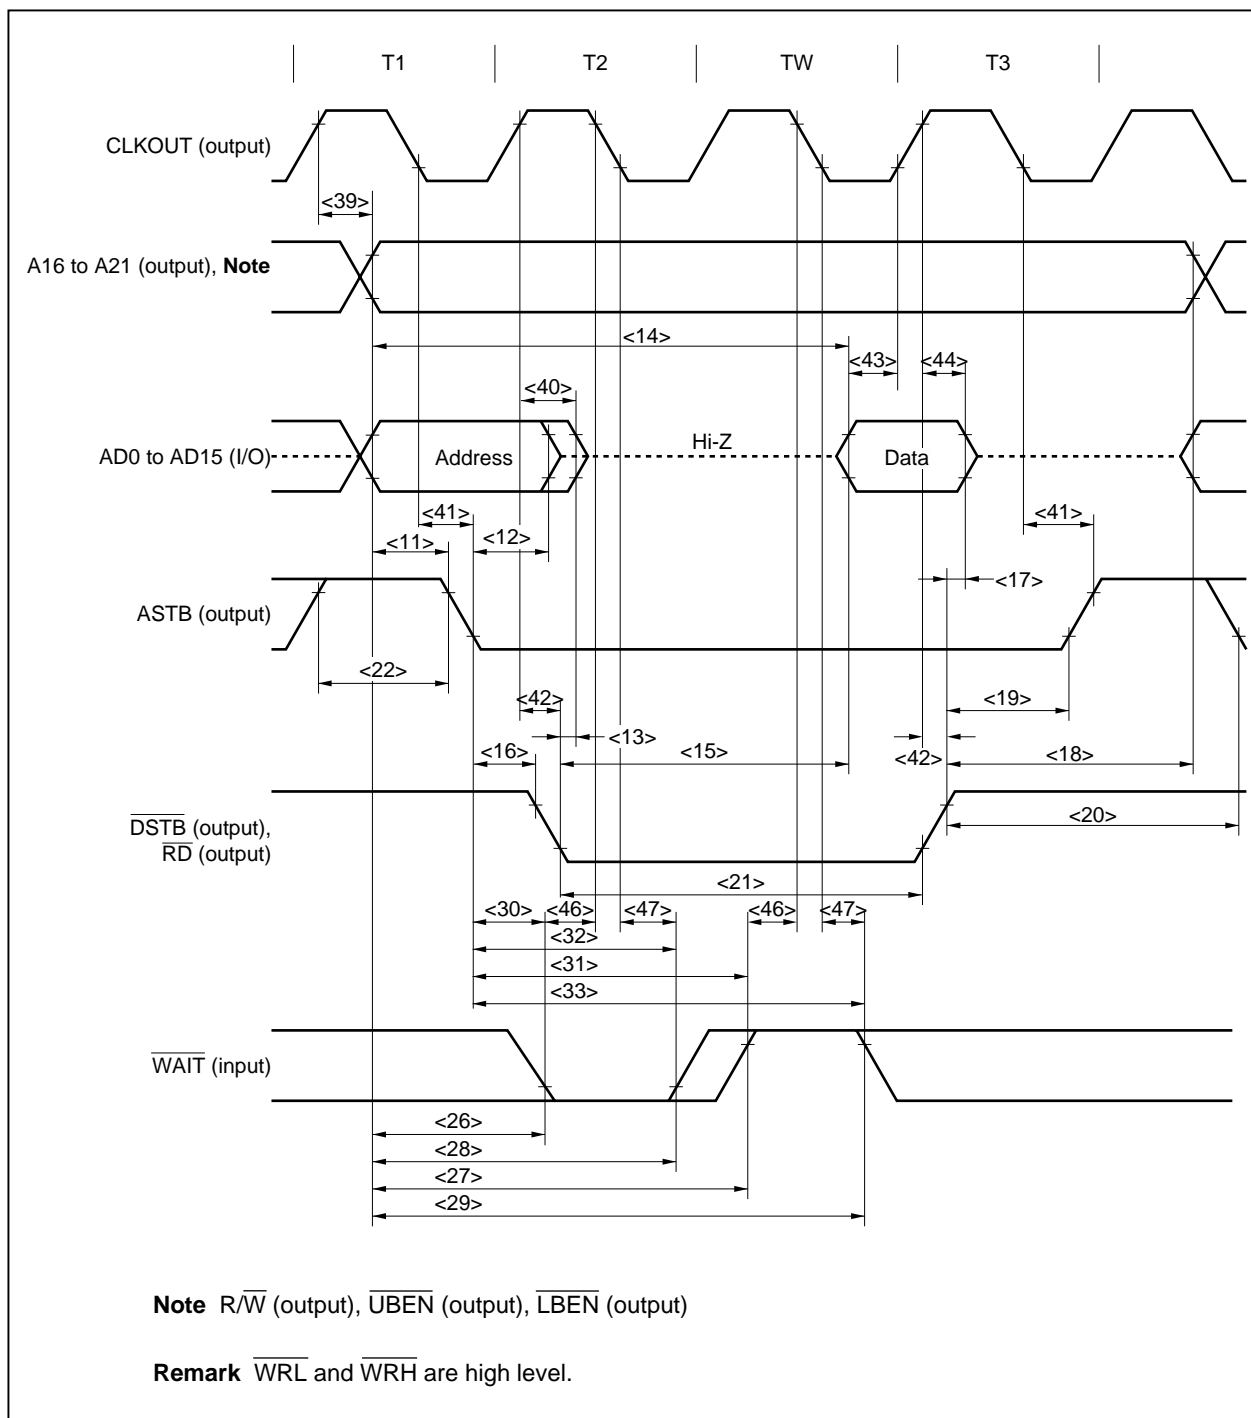 T1 T2 TW T3
CLKOUT (output)
<39>
A16 to A21 (output), Note
<14>
<43> <44>
<40>
AD0 to AD15 (I/O) Address Hi-Z Data
<41> <41>
<11> <12>
<17>
ASTB (output)
<22>
<42> <19>
<13>
<16> <15> <42> <18>
DSTB (output),
RD (output)
<20>
<21>
<30> <46> <47> <46> <47>
<32>
<31>
<33>
WAIT (input)
<26>
<28>
<27>
<29>
Note R/W (output), UBEN (output), LBEN (output)
Remark WRL and WRH are high level.